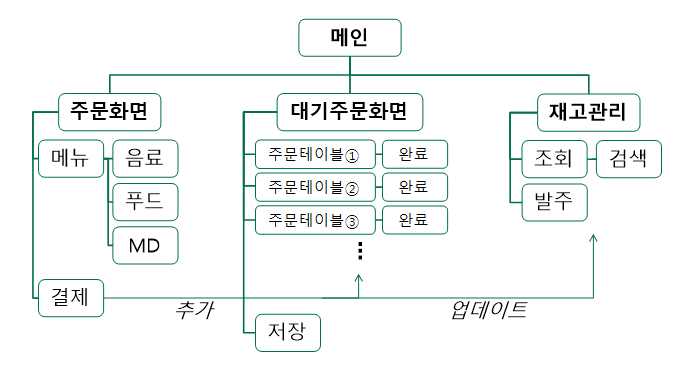 메인
주문화면
대기주문화면
재고관리
메뉴
음료
푸드
MD
결제
주문테이블①
완료
주문테이블②
완료
주문테이블③
완료
⋮
저장
조회
검색
발주
추가
업데이트